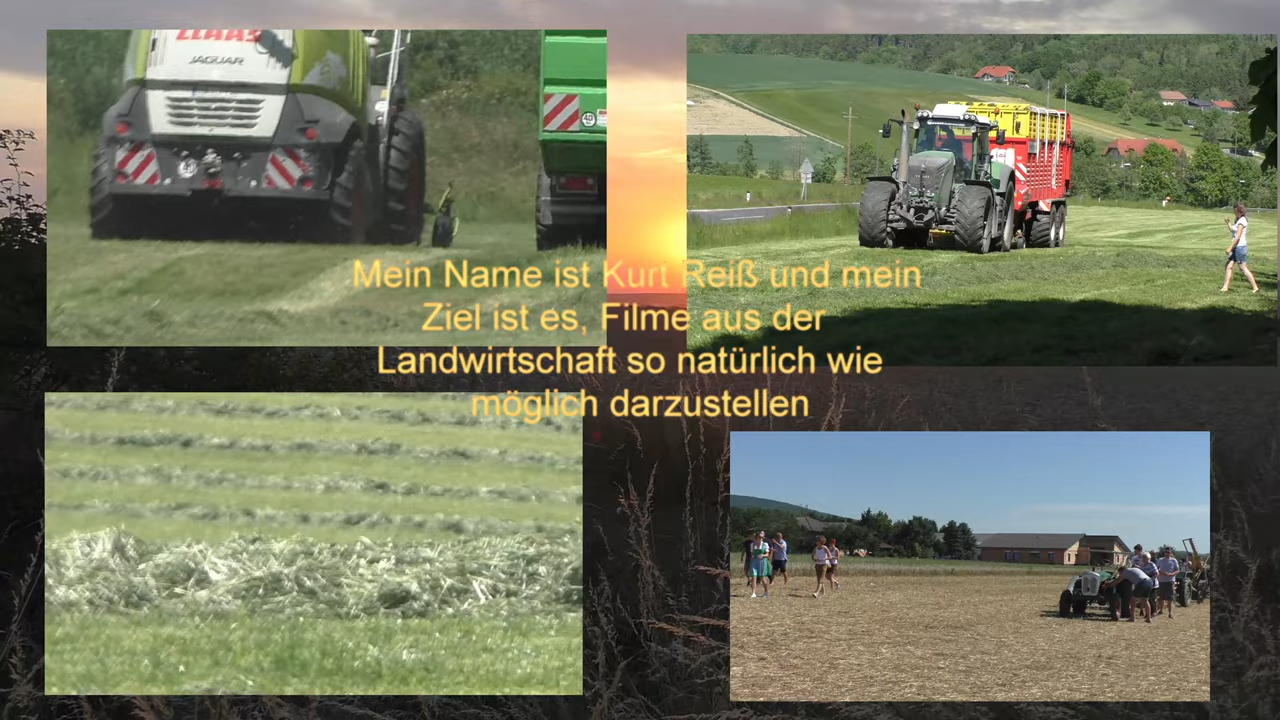 CLAAS
JAGUAR
40
Mein Name ist Kurt Reiß und mein
Ziel ist es, Filme aus der
Landwirtschaft so natürlich wie
möglich darzustellen